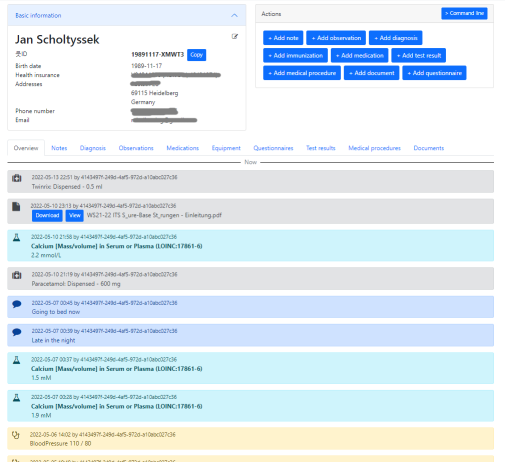 Basic information
Jan Scholtyssek
ID 19891117-XMWT3 Copy
Birth date 1989-11-17
Health insurance
Addresses
69115 Heidelberg
Germany
Phone number
Email
Actions
> Command line
+ Add note + Add observation + Add diagnosis
+ Add immunization + Add medication + Add test result
+ Add medical procedure + Add document + Add questionnaire
Overview Notes Diagnosis Observations Medications Equipment Questionnaires Test results Medical procedures Documents
Now
2022-05-13 22:51 by 4143497f-249d-4af5-972d-a10abc027c36
Twinrix Dispensed - 0.5 ml
2022-05-10 23:13 by 4143497f-249d-4af5-972d-a10abc027c36
Download View WS21-22 ITS S_ure-Base St_rungen - Einleitung.pdf
2022-05-10 21:38 by 4143497f-249d-4af5-972d-a10abc027c36
Calcium [Mass/volume] in Serum or Plasma (LOINC:17861-6)
2.2 mmol/L
2022-05-10 21:19 by 4143497f-249d-4af5-972d-a10abc027c36
Paracetamol: Dispensed - 600 mg
2022-05-07 00:45 by 4143497f-249d-4af5-972d-a10abc027c36
Going to bed now
2022-05-07 00:39 by 4143497f-249d-4af5-972d-a10abc027c36
Late in the night
2022-05-07 00:37 by 4143497f-249d-4af5-972d-a10abc027c36
Calcium [Mass/volume] in Serum or Plasma (LOINC:17861-6)
1.5 mM
2022-05-07 00:28 by 4143497f-249d-4af5-972d-a10abc027c36
Calcium [Mass/volume] in Serum or Plasma (LOINC:17861-6)
1.9 mM
2022-05-06 14:02 by 4143497f-249d-4af5-972d-a10abc027c36
BloodPressure 110 / 80